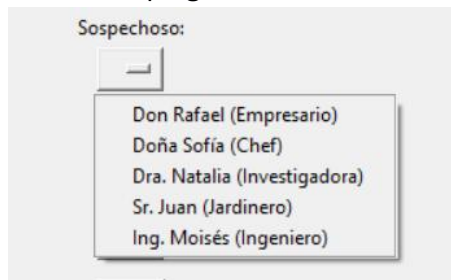 Sospechoso:
Don Rafael (Empresario)
Doña Sofía (Chef)
Dra. Natalia (Investigadora)
Sr. Juan (Jardinero)
Ing. Moisés (Ingeniero)